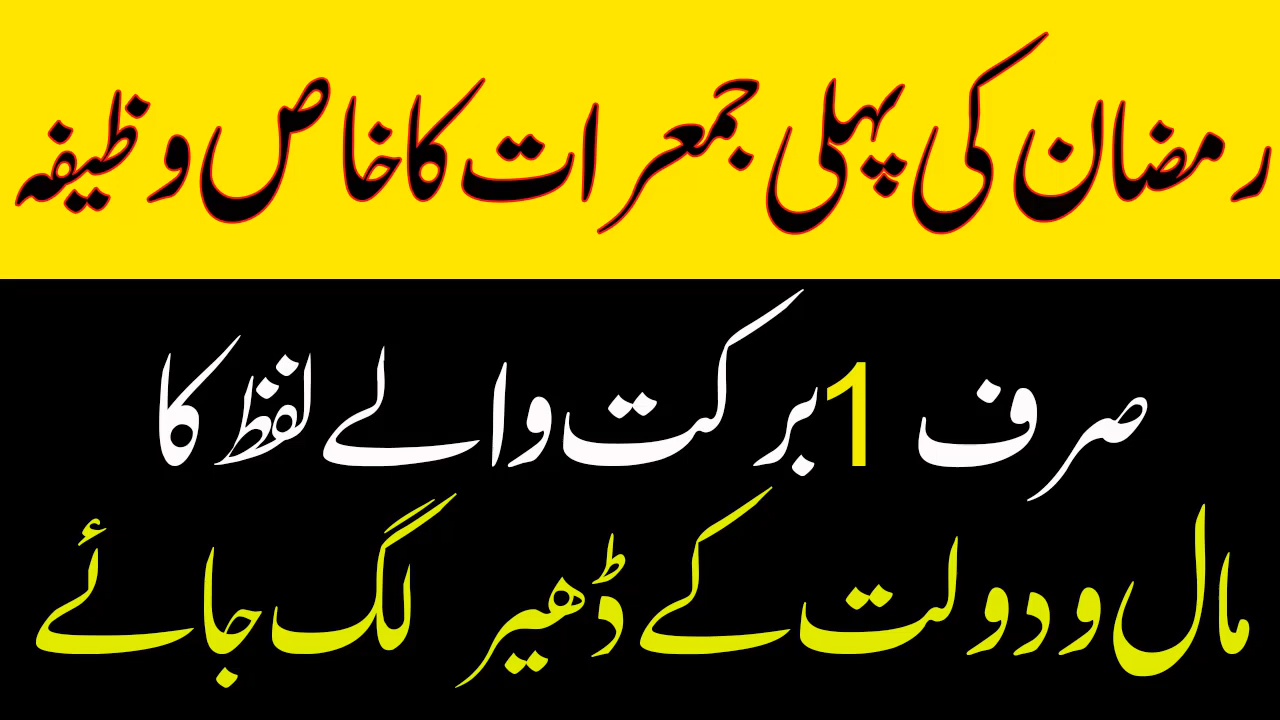 رمضان کی پہلی جمعرات کا خاص وظیفہ
صرف 1 برکت والے لفظ کا
مال و دولت کے ڈھیر لگ جائے